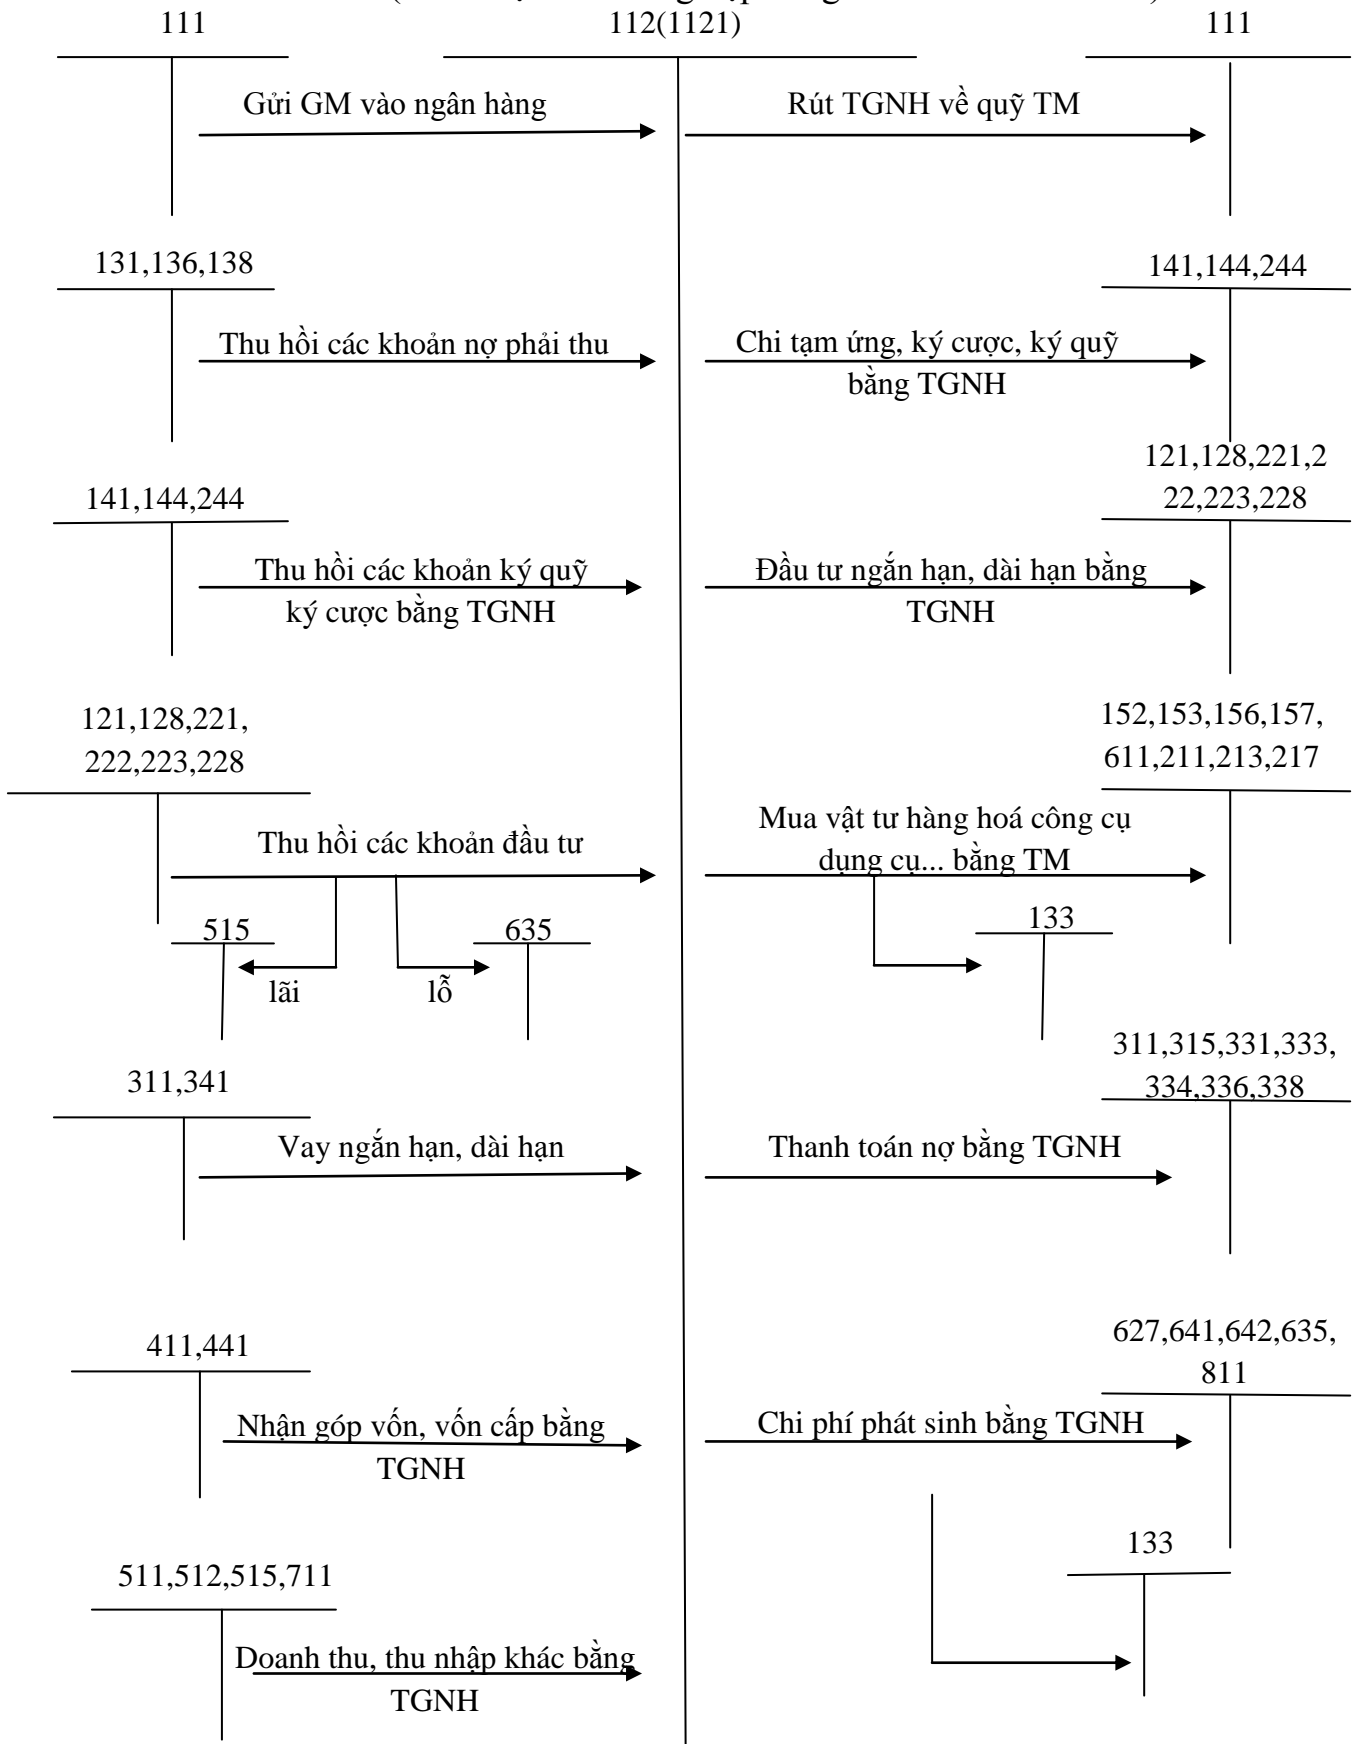 111
112(1121)
111
Gửi GM vào ngân hàng
Rút TGNH về quỹ TM
131,136,138
141,144,244
Thu hồi các khoản nợ phải thu
Chi tạm ứng, ký cược, ký quỹ
bằng TGNH
141,144,244
121,128,221,2
22,223,228
Thu hồi các khoản ký quỹ
ký cược bằng TGNH
Đầu tư ngắn hạn, dài hạn bằng
TGNH
121,128,221,
222,223,228
152,153,156,157,
611,211,213,217
Thu hồi các khoản đầu tư
Mua vật tư hàng hoá công cụ
dụng cụ... bằng TM
515
635
133
lãi
lỗ
311,341
311,315,331,333,
334,336,338
Vay ngắn hạn, dài hạn
Thanh toán nợ bằng TGNH
411,441
627,641,642,635,
811
Nhận góp vốn, vốn cấp bằng
TGNH
Chi phí phát sinh bằng TGNH
133
511,512,515,711
Doanh thu, thu nhập khác bằng
TGNH